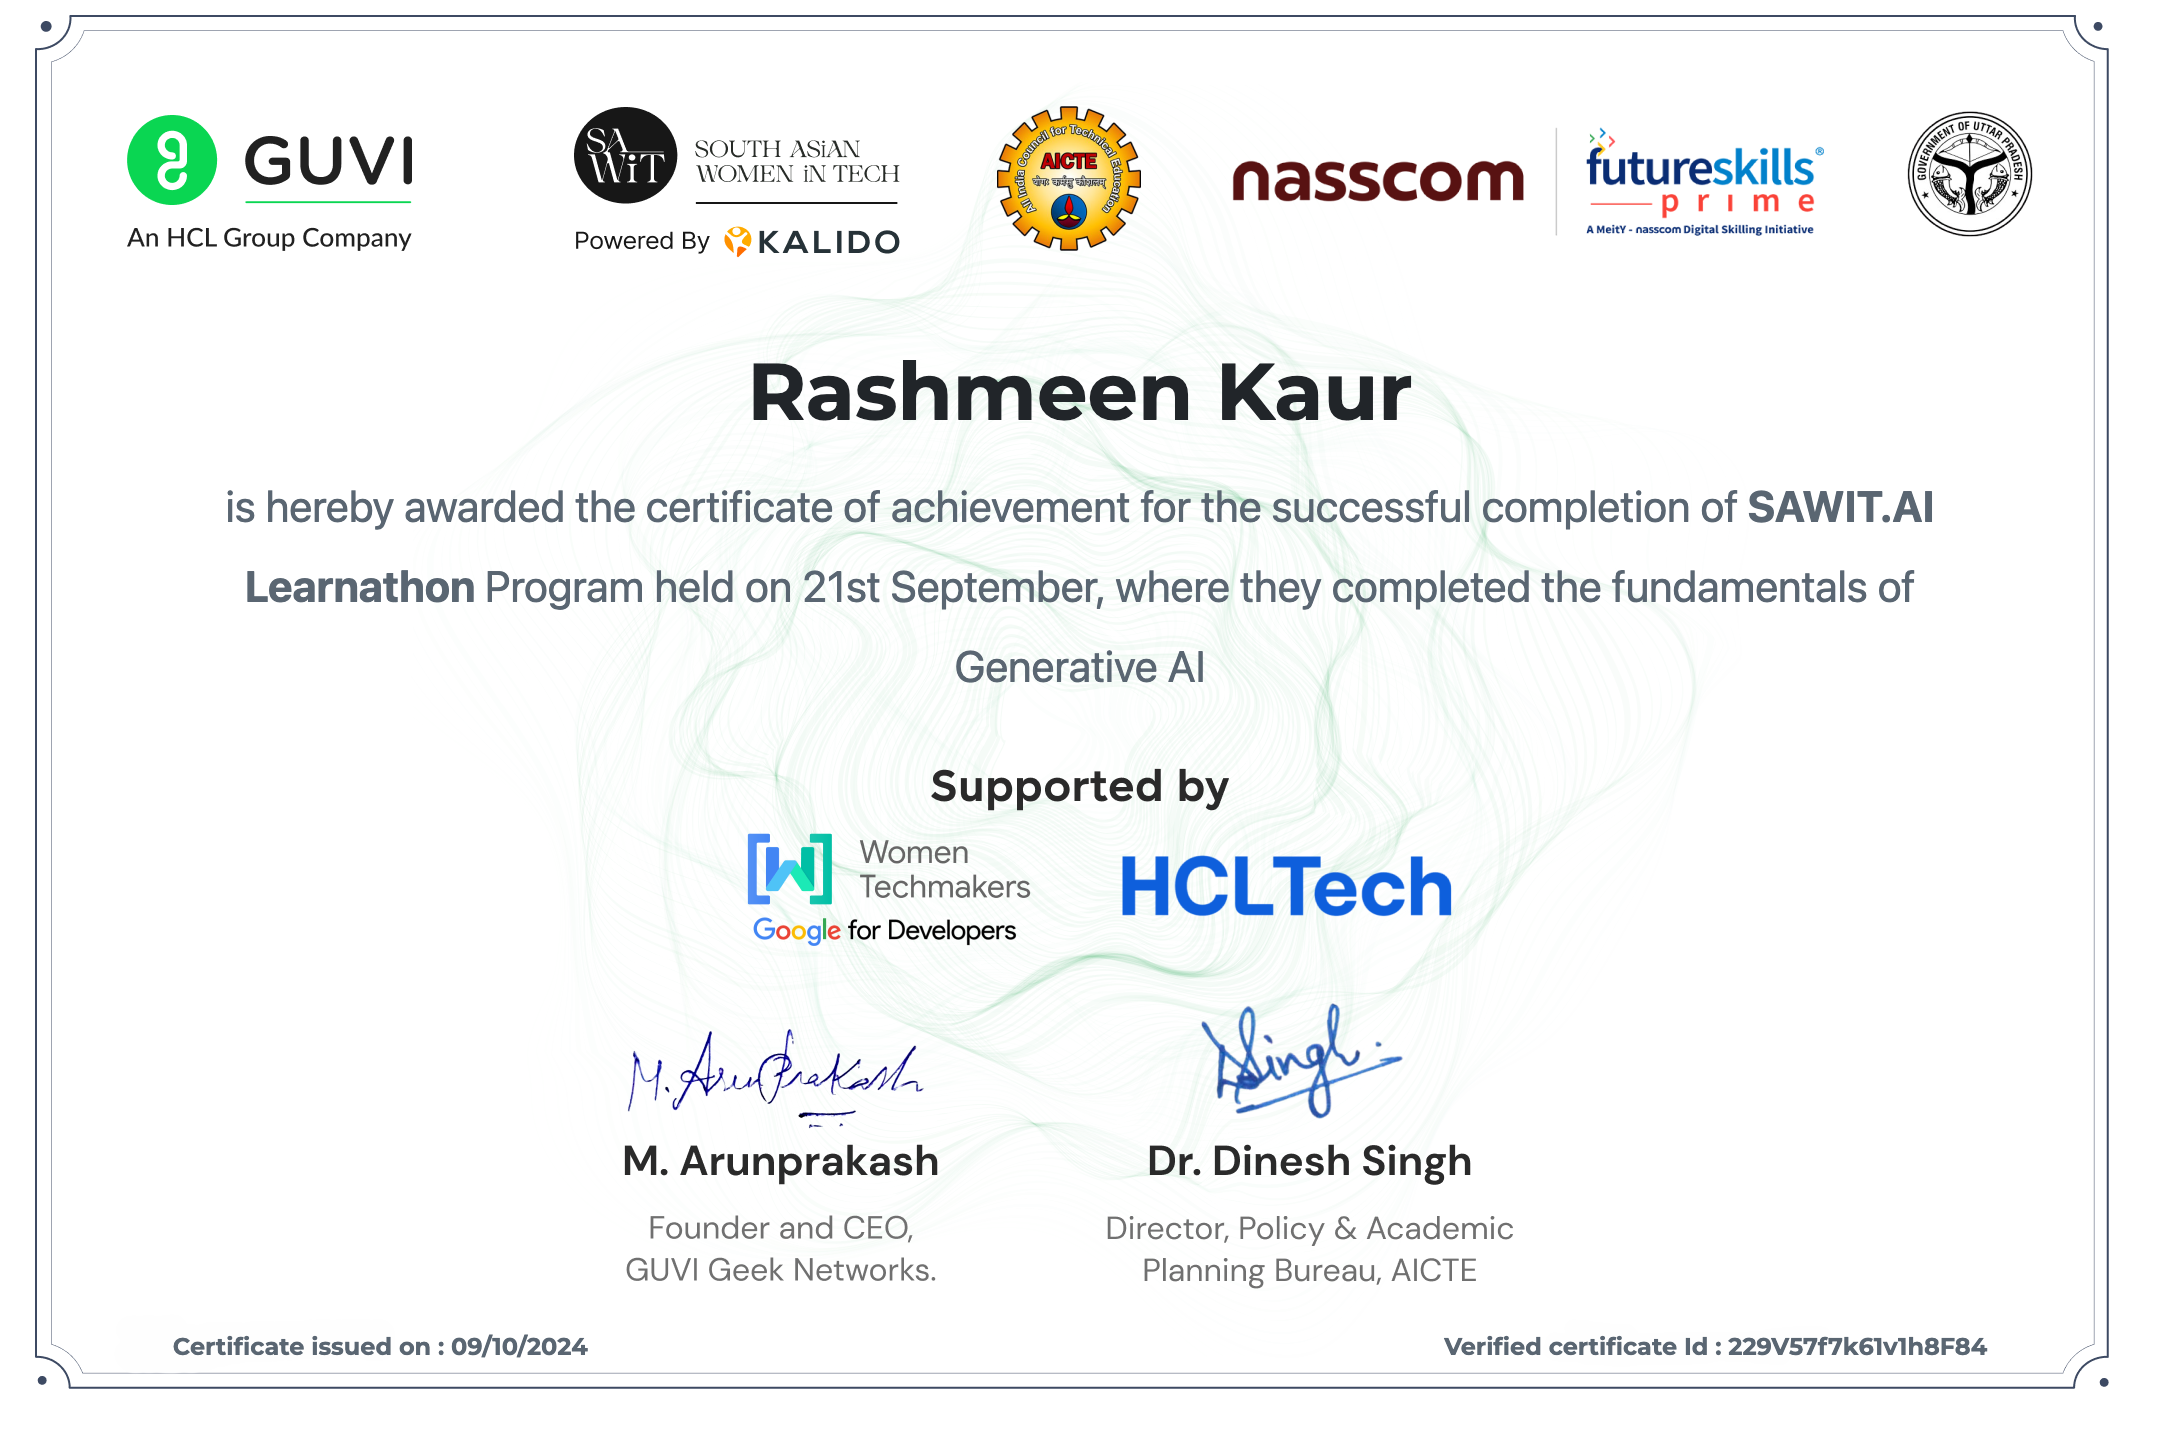 GUVI
An HCL Group Company
SA
WiT
SOUTH ASiAN
WOMEN iN TECH
Powered By KALIDO
All India Council for Technical Education
AICTE
योगः कर्मसु कौशलम्
nasscom
futureskills®
prime
A MeitY - nasscom Digital Skilling Initiative
GOVERNMENT OF UTTAR PRADESH
Rashmeen Kaur
is hereby awarded the certificate of achievement for the successful completion of SAWIT.AI
Learnathon Program held on 21st September, where they completed the fundamentals of
Generative AI
Supported by
Women
Techmakers
Google for Developers
HCLTech
M. ArunPrakash
DSingh
M. Arunprakash
Dr. Dinesh Singh
Founder and CEO,
GUVI Geek Networks.
Director, Policy & Academic
Planning Bureau, AICTE
Certificate issued on : 09/10/2024
Verified certificate Id : 229V57f7k61v1h8F84